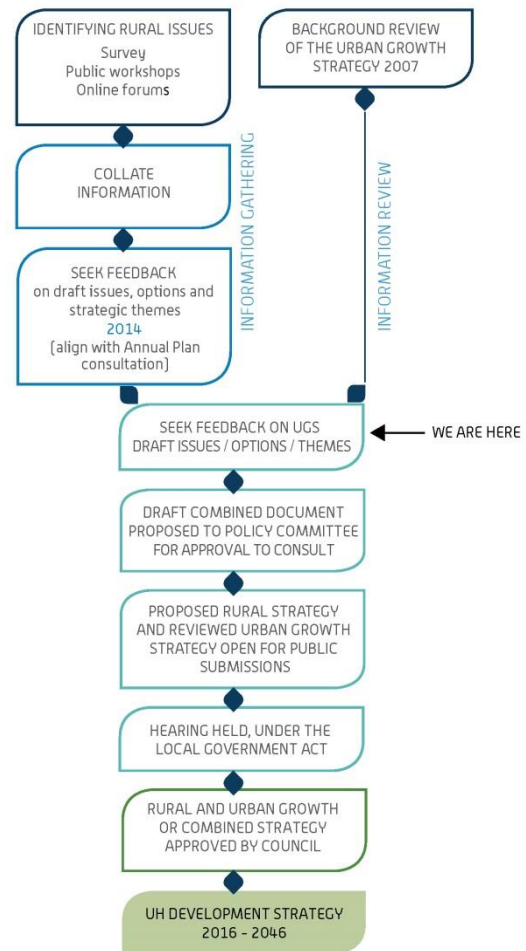 IDENTIFYING RURAL ISSUES
Survey
Public workshops
Online forums
BACKGROUND REVIEW
OF THE URBAN GROWTH
STRATEGY 2007
COLLATE
INFORMATION
INFORMATION GATHERING
INFORMATION REVIEW
SEEK FEEDBACK
on draft issues, options and
strategic themes
2014
(align with Annual Plan
consultation)
SEEK FEEDBACK ON UGS
DRAFT ISSUES / OPTIONS / THEMES
WE ARE HERE
DRAFT COMBINED DOCUMENT
PROPOSED TO POLICY COMMITTEE
FOR APPROVAL TO CONSULT
PROPOSED RURAL STRATEGY
AND REVIEWED URBAN GROWTH
STRATEGY OPEN FOR PUBLIC
SUBMISSIONS
HEARING HELD, UNDER THE
LOCAL GOVERNMENT ACT
RURAL AND URBAN GROWTH
OR COMBINED STRATEGY
APPROVED BY COUNCIL
UH DEVELOPMENT STRATEGY
2016 - 2046